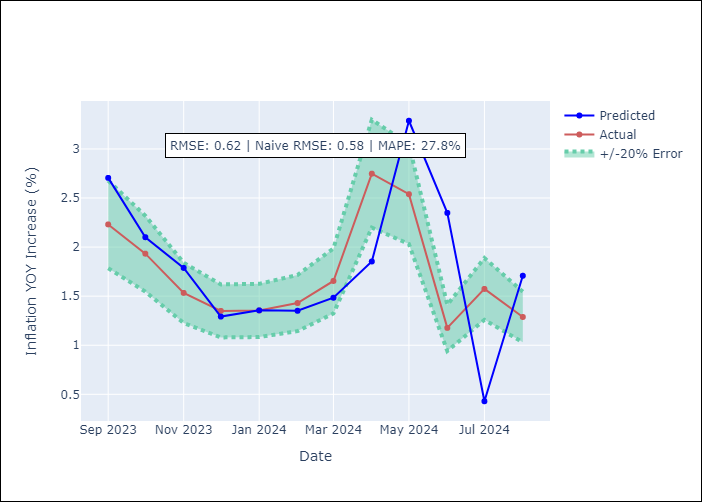 RMSE: 0.62 | Naive RMSE: 0.58 | MAPE: 27.8%
Predicted
Actual
+/-20% Error
Inflation YOY Increase (%)
3
2.5
2
1.5
1
0.5
Sep 2023 Nov 2023 Jan 2024 Mar 2024 May 2024 Jul 2024
Date